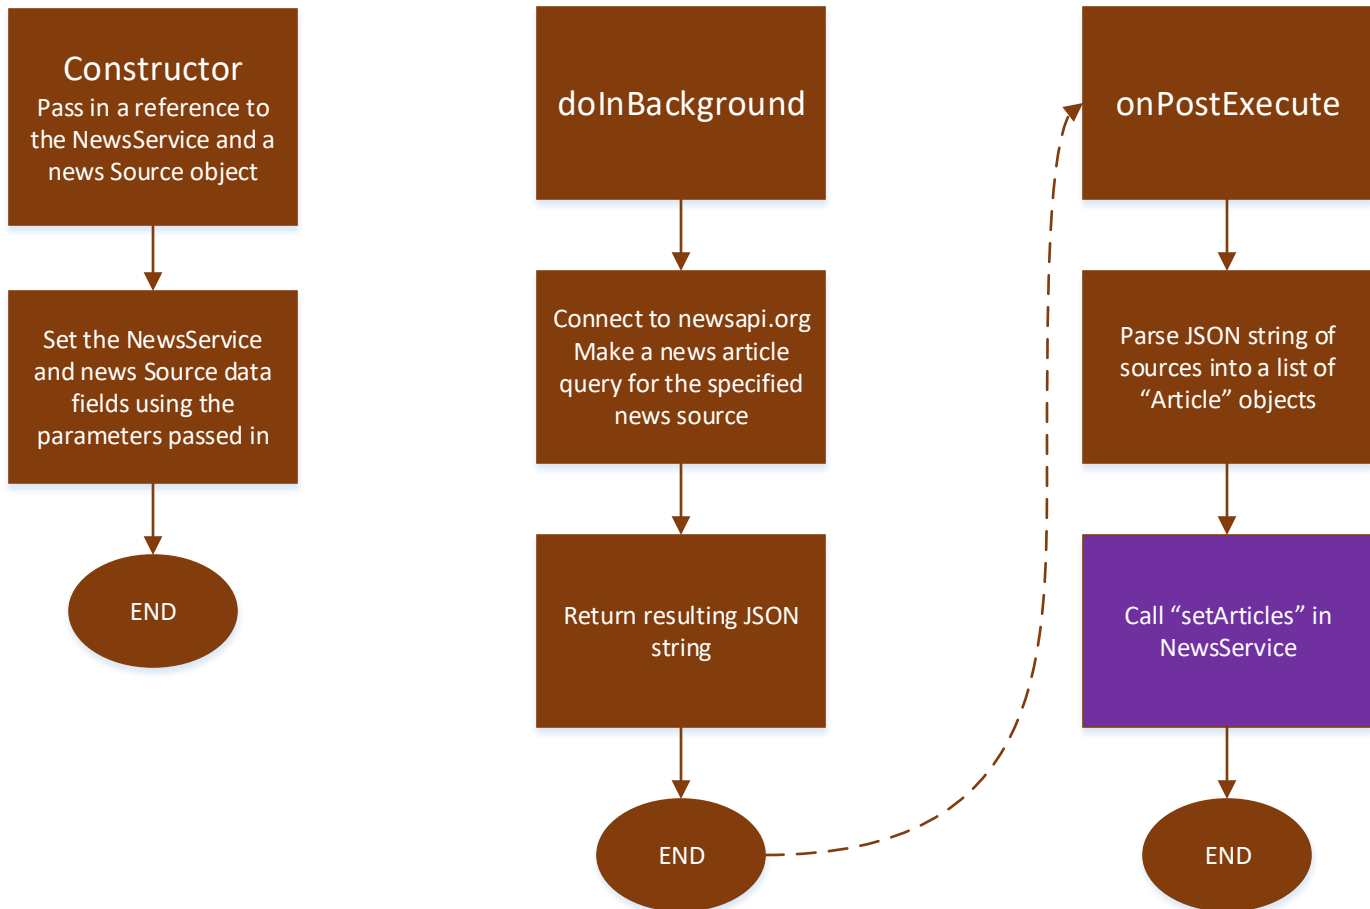 Constructor
Pass in a reference to
the NewsService and a
news Source object
Set the NewsService
and news Source data
fields using the
parameters passed in
END
doInBackground
Connect to newsapi.org
Make a news article
query for the specified
news source
Return resulting JSON
string
END
onPostExecute
Parse JSON string of
sources into a list of
“Article” objects
Call “setArticles” in
NewsService
END